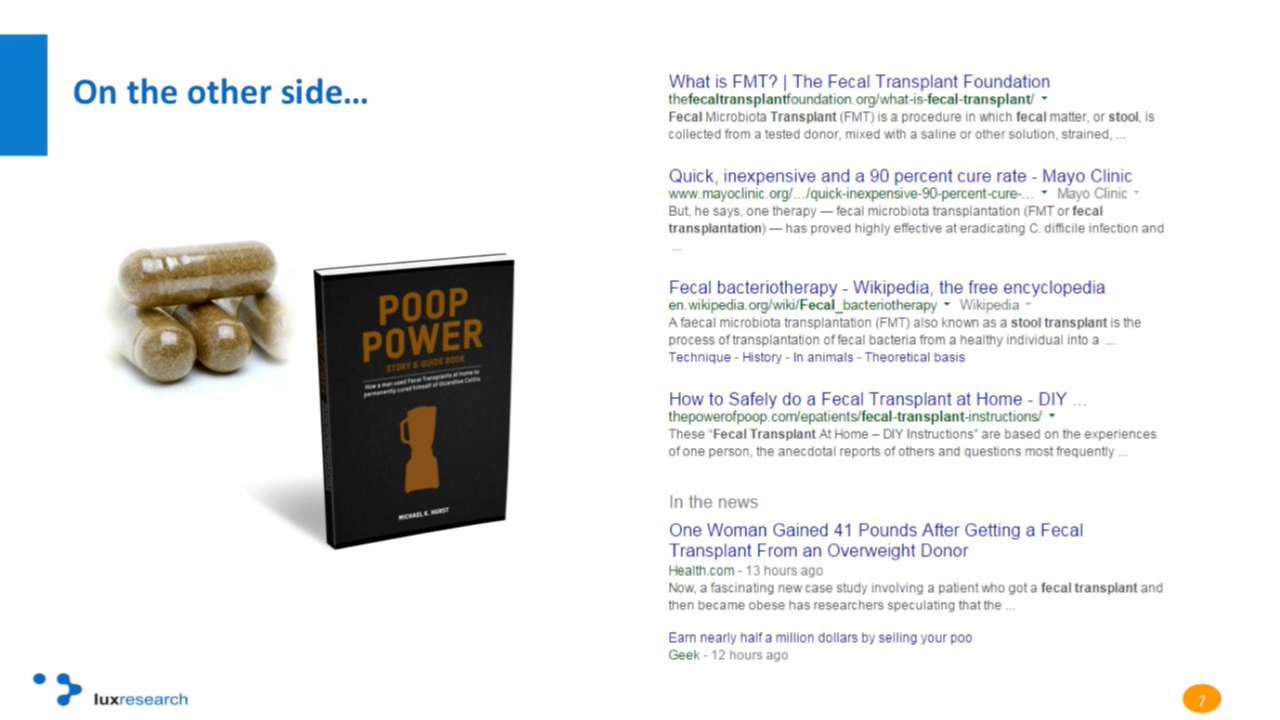 On the other side...
POOP
POWER
STORY & GUIDE BOOK
How a man used Fecal Transplants at home to
permanently cured himself of Ulcerative Colitis.
MICHAEL K. HURST
What is FMT? | The Fecal Transplant Foundation
thefecaltransplantfoundation.org/what-is-fecal-transplant/
Fecal Microbiota Transplant (FMT) is a procedure in which fecal matter, or stool, is
collected from a tested donor, mixed with a saline or other solution, strained, ...
Quick, inexpensive and a 90 percent cure rate - Mayo Clinic
www.mayoclinic.org/.../quick-inexpensive-90-percent-cure-... Mayo Clinic
But, he says, one therapy — fecal microbiota transplantation (FMT or fecal
transplantation) — has proved highly effective at eradicating C. difficile infection and
...
Fecal bacteriotherapy - Wikipedia, the free encyclopedia
en.wikipedia.org/wiki/Fecal_bacteriotherapy Wikipedia
A faecal microbiota transplantation (FMT) also known as a stool transplant is the
process of transplantation of fecal bacteria from a healthy individual into a ...
Technique - History - In animals - Theoretical basis
How to Safely do a Fecal Transplant at Home - DIY ...
thepowerofpoop.com/epatients/fecal-transplant-instructions/
These “Fecal Transplant At Home – DIY Instructions” are based on the experiences
of one person, the anecdotal reports of others and questions most frequently ...
In the news
One Woman Gained 41 Pounds After Getting a Fecal
Transplant From an Overweight Donor
Health.com - 13 hours ago
Now, a fascinating new case study involving a patient who got a fecal transplant and
then became obese has researchers speculating that the ...
Earn nearly half a million dollars by selling your poo
Geek - 12 hours ago
luxresearch
7